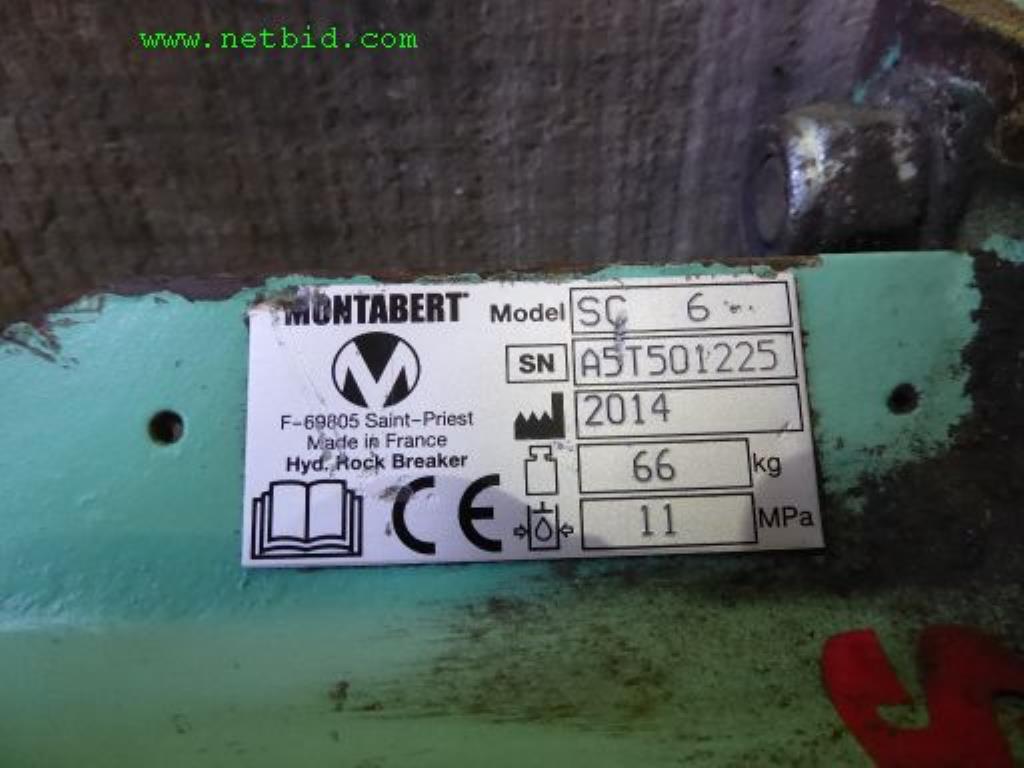 www.netbid.com
MONTABERT
Model SC 6
SN A5T501225
2014
F-69805 Saint-Priest
Made in France
Hyd. Rock Breaker
66 kg
CE
11 MPa